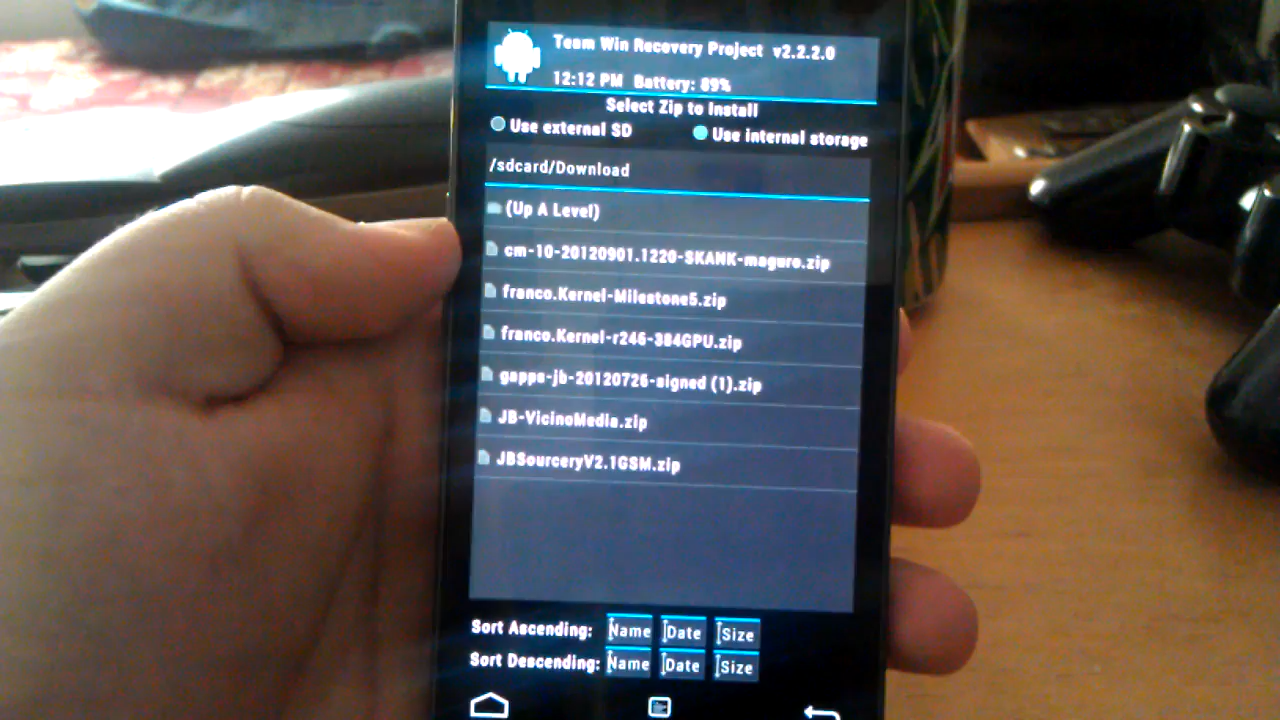 Team Win Recovery Project v2.2.2.0
12:12 PM Battery: 89%
Select Zip to Install
Use external SD Use internal storage
/sdcard/Download
(Up A Level)
cm-10-20120901.1220-SKANK-maguro.zip
franco.Kernel-Milestone5.zip
franco.Kernel-r246-384GPU.zip
gapps-jb-20120726-signed (1).zip
JB-VicinoMedia.zip
JBSourceryV2.1GSM.zip
Sort Ascending: Name Date Size
Sort Descending: Name Date Size